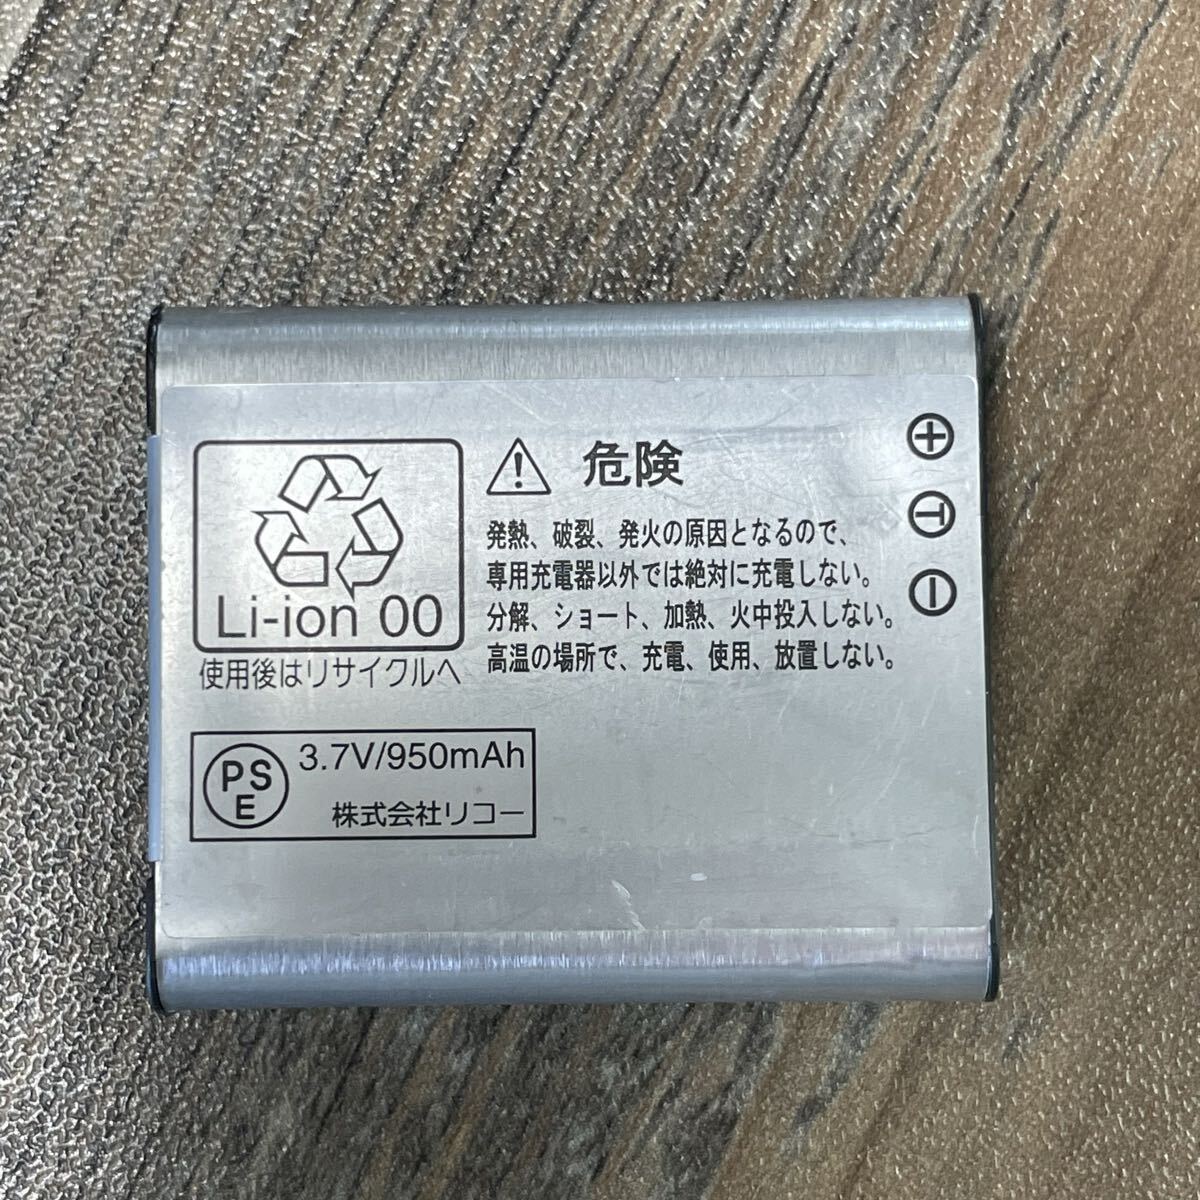 Li-ion 00
使用後はリサイクルへ
危険
発熱、破裂、発火の原因となるので、
専用充電器以外では絶対に充電しない。
分解、ショート、加熱、火中投入しない。
高温の場所で、充電、使用、放置しない。
+
T
-
PS
E
3.7V/950mAh
株式会社リコー